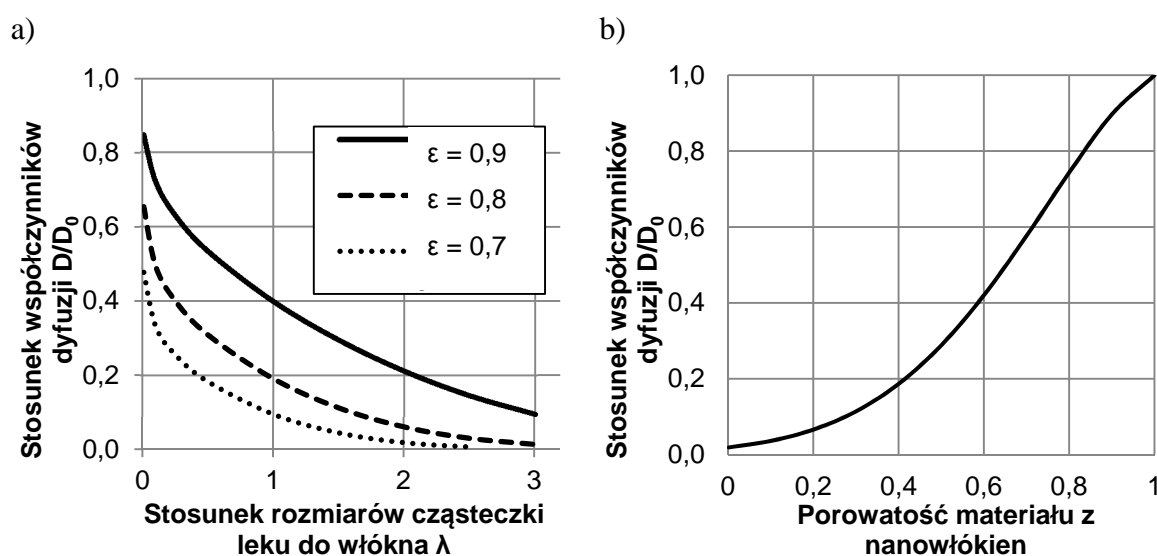 a)
Stosunek współczynników
dyfuzji D/D0
1,0
0,8
0,6
0,4
0,2
0,0
ε = 0,9
ε = 0,8
ε = 0,7
0 1 2 3
Stosunek rozmiarów cząsteczki
leku do włókna λ
b)
Stosunek współczynników
dyfuzji D/D0
1,0
0,8
0,6
0,4
0,2
0,0
0 0,2 0,4 0,6 0,8 1
Porowatość materiału z
nanowłókien